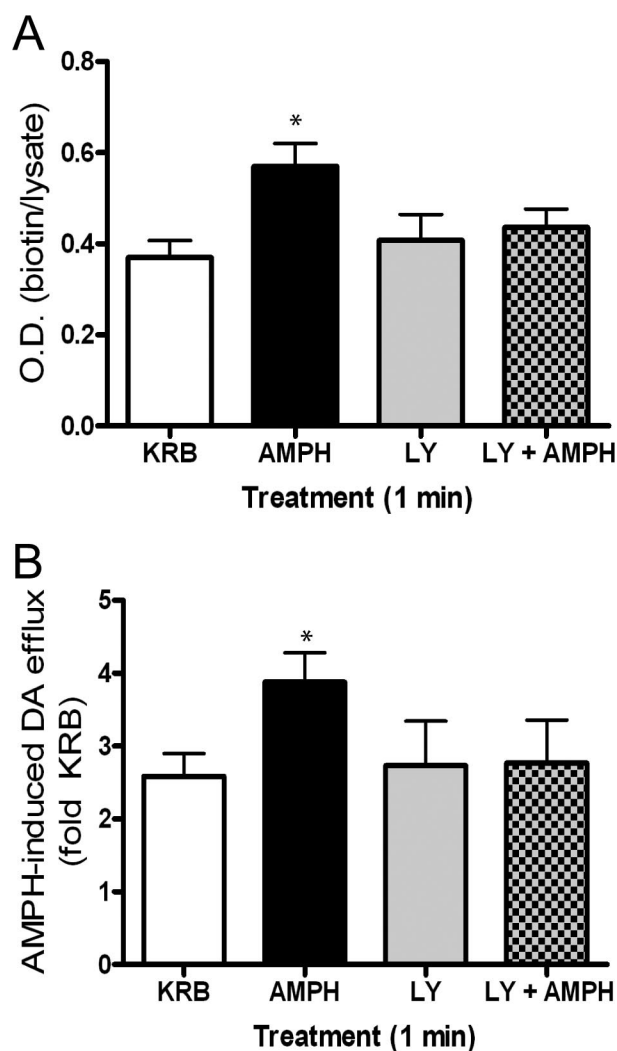 A
O.D. (biotin/lysate)
0.8
0.6
0.4
0.2
0.0
*
KRB AMPH LY LY + AMPH
Treatment (1 min)
B
AMPH-induced DA efflux
(fold KRB)
5
4
3
2
1
0
*
KRB AMPH LY LY + AMPH
Treatment (1 min)